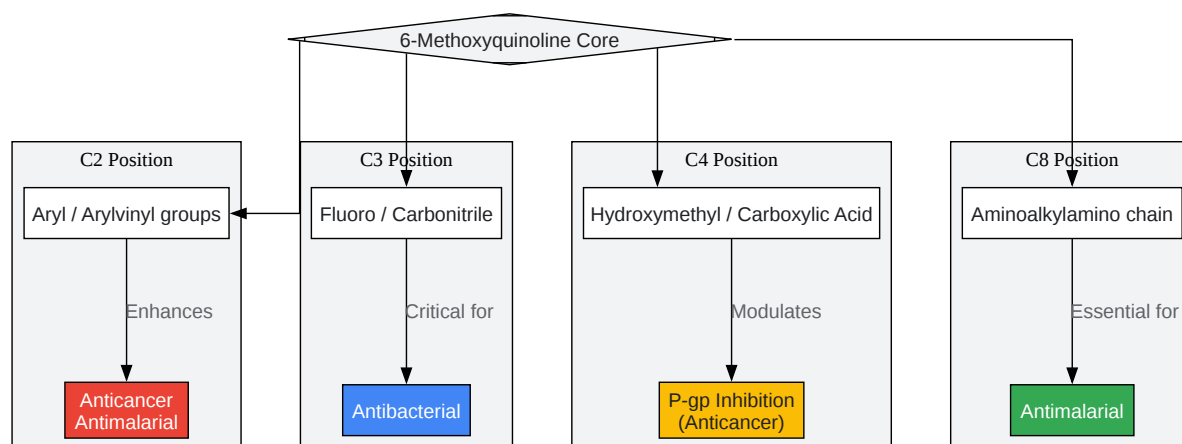 6-Methoxyquinoline Core
C2 Position
C3 Position
C4 Position
C8 Position
Aryl / Arylvinyl groups
Fluoro / Carbonitrile
Hydroxymethyl / Carboxylic Acid
Aminoalkylamino chain
Enhances
Critical for
Modulates
Essential for
Anticancer
Antimalarial
Antibacterial
P-gp Inhibition
(Anticancer)
Antimalarial